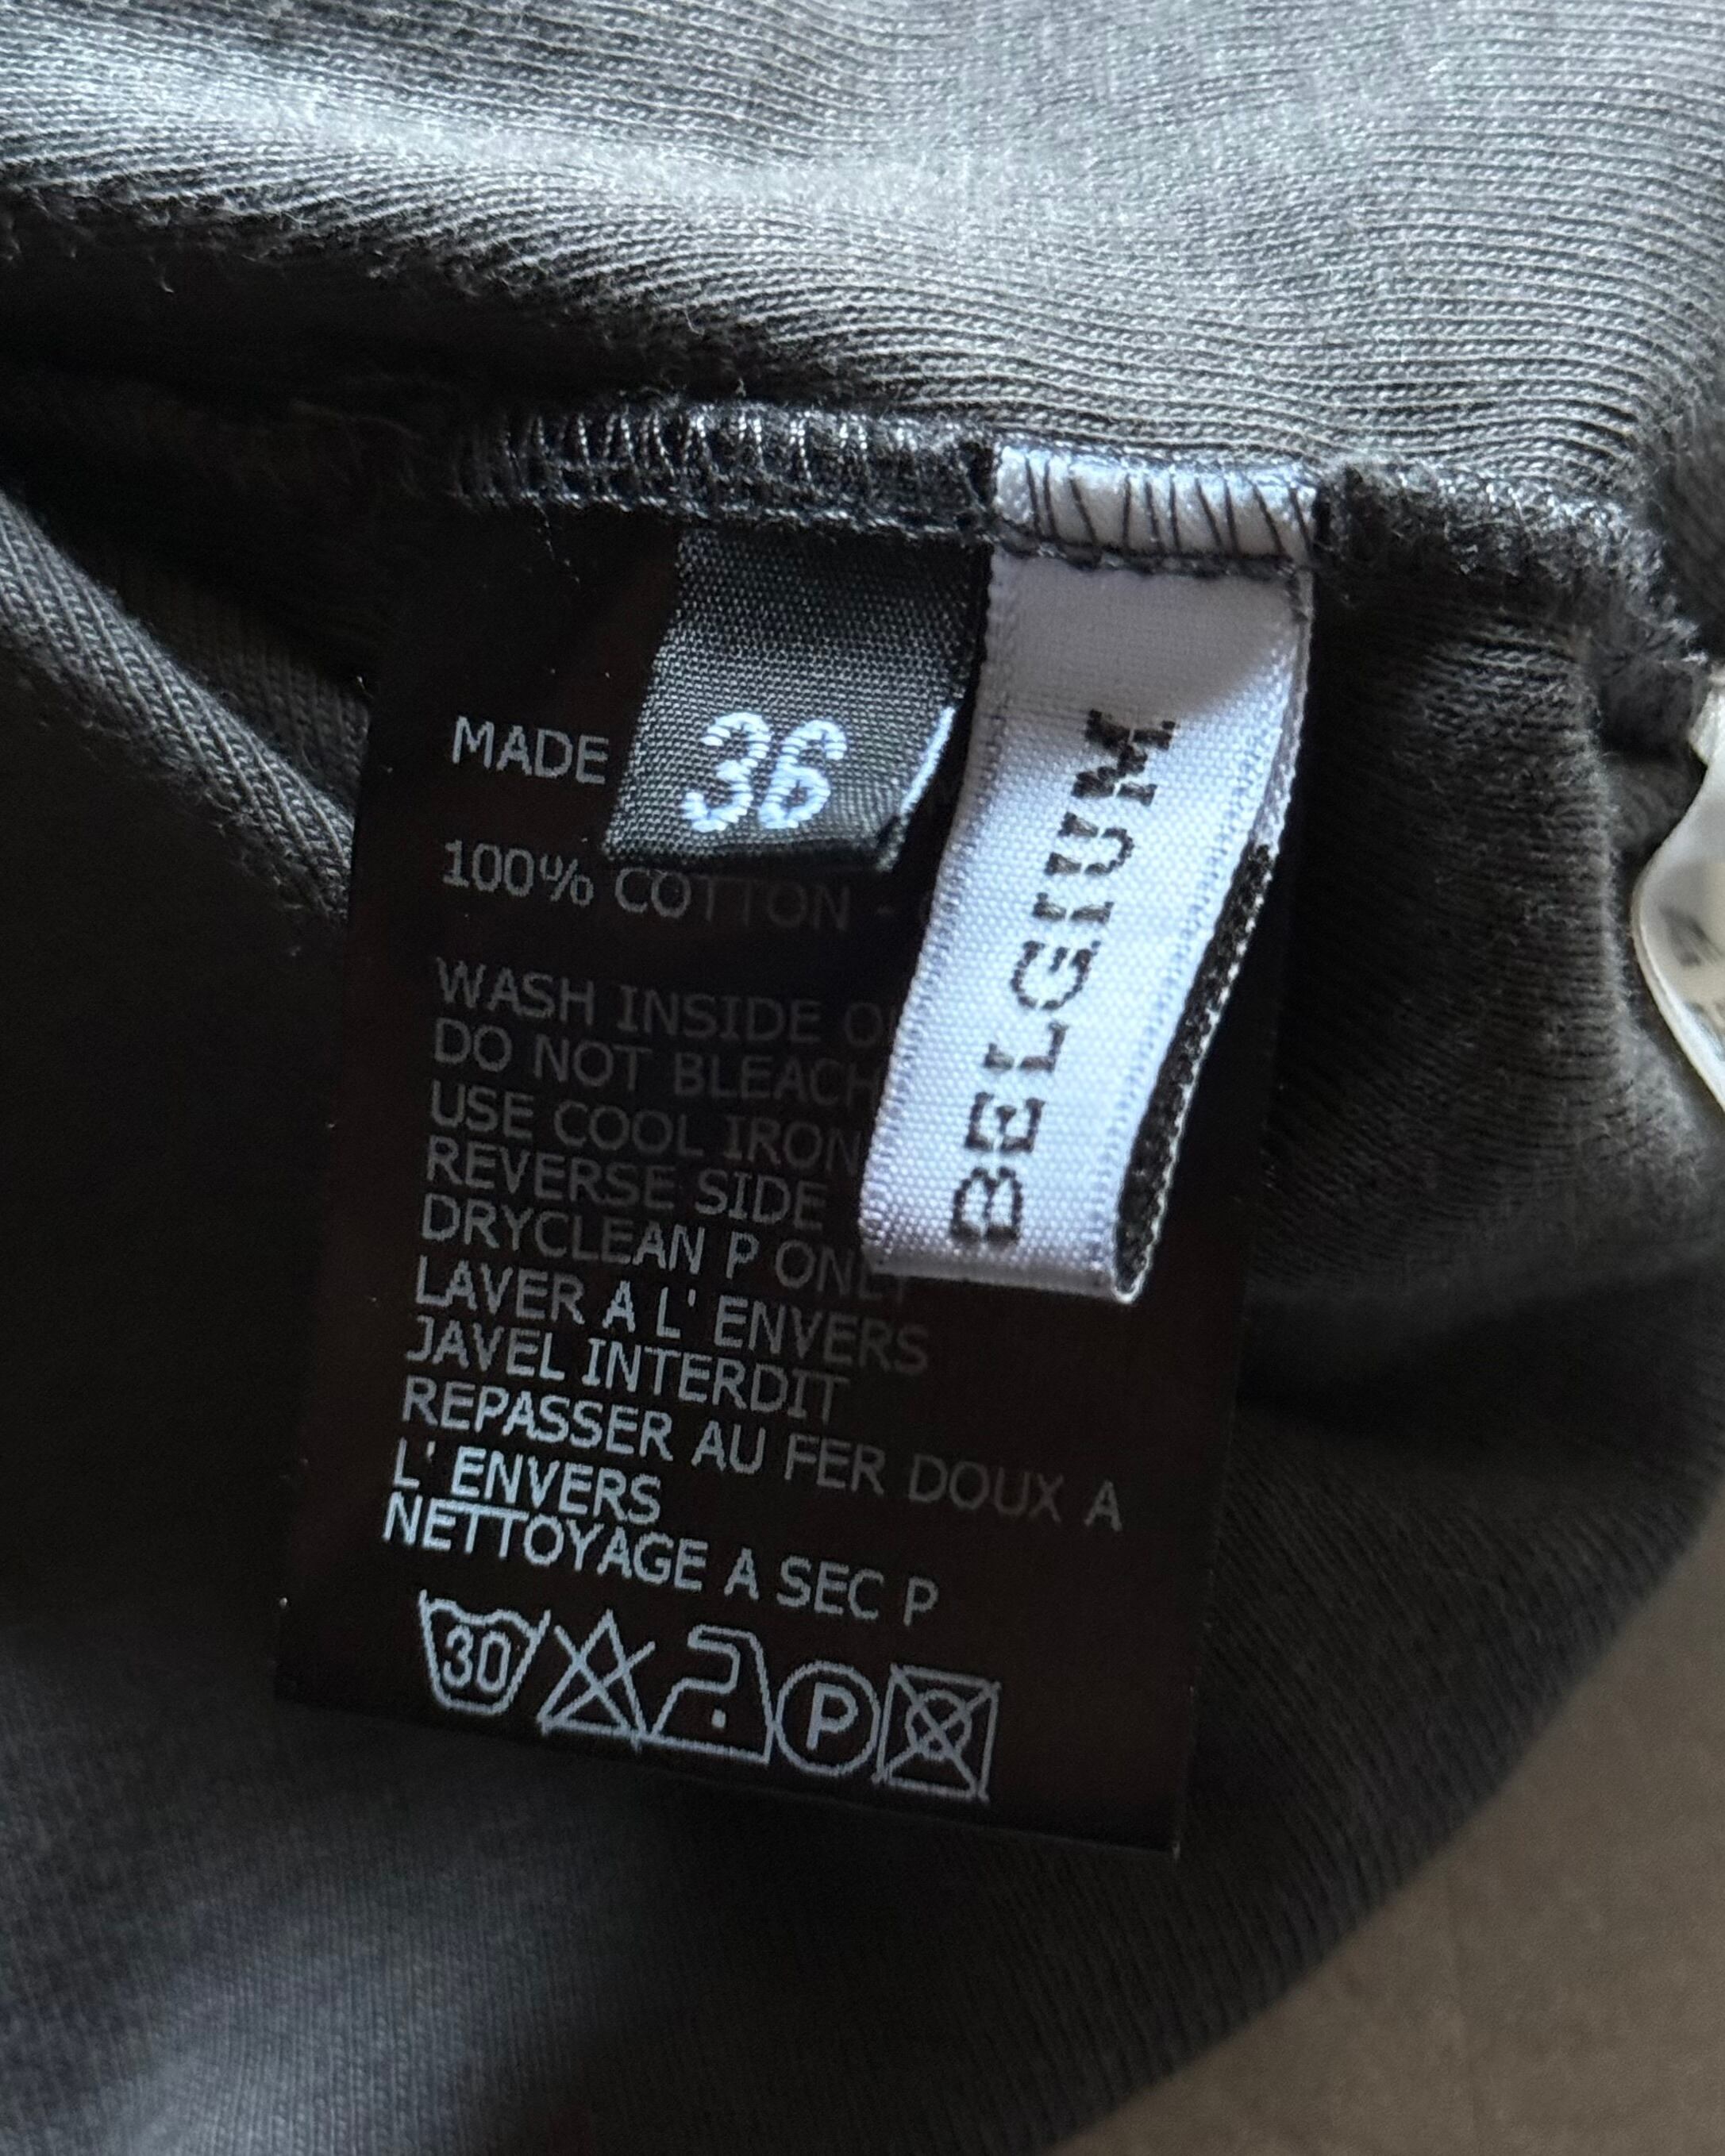 MADE
36
BELGIUM
100% COTTON -
WASH INSIDE
DO NOT BLEACH
USE COOL IRON
REVERSE SIDE
DRYCLEAN P ONLY
LAVER A L' ENVERS
JAVEL INTERDIT
REPASSER AU FER DOUX A
L' ENVERS
NETTOYAGE A SEC P
30 P